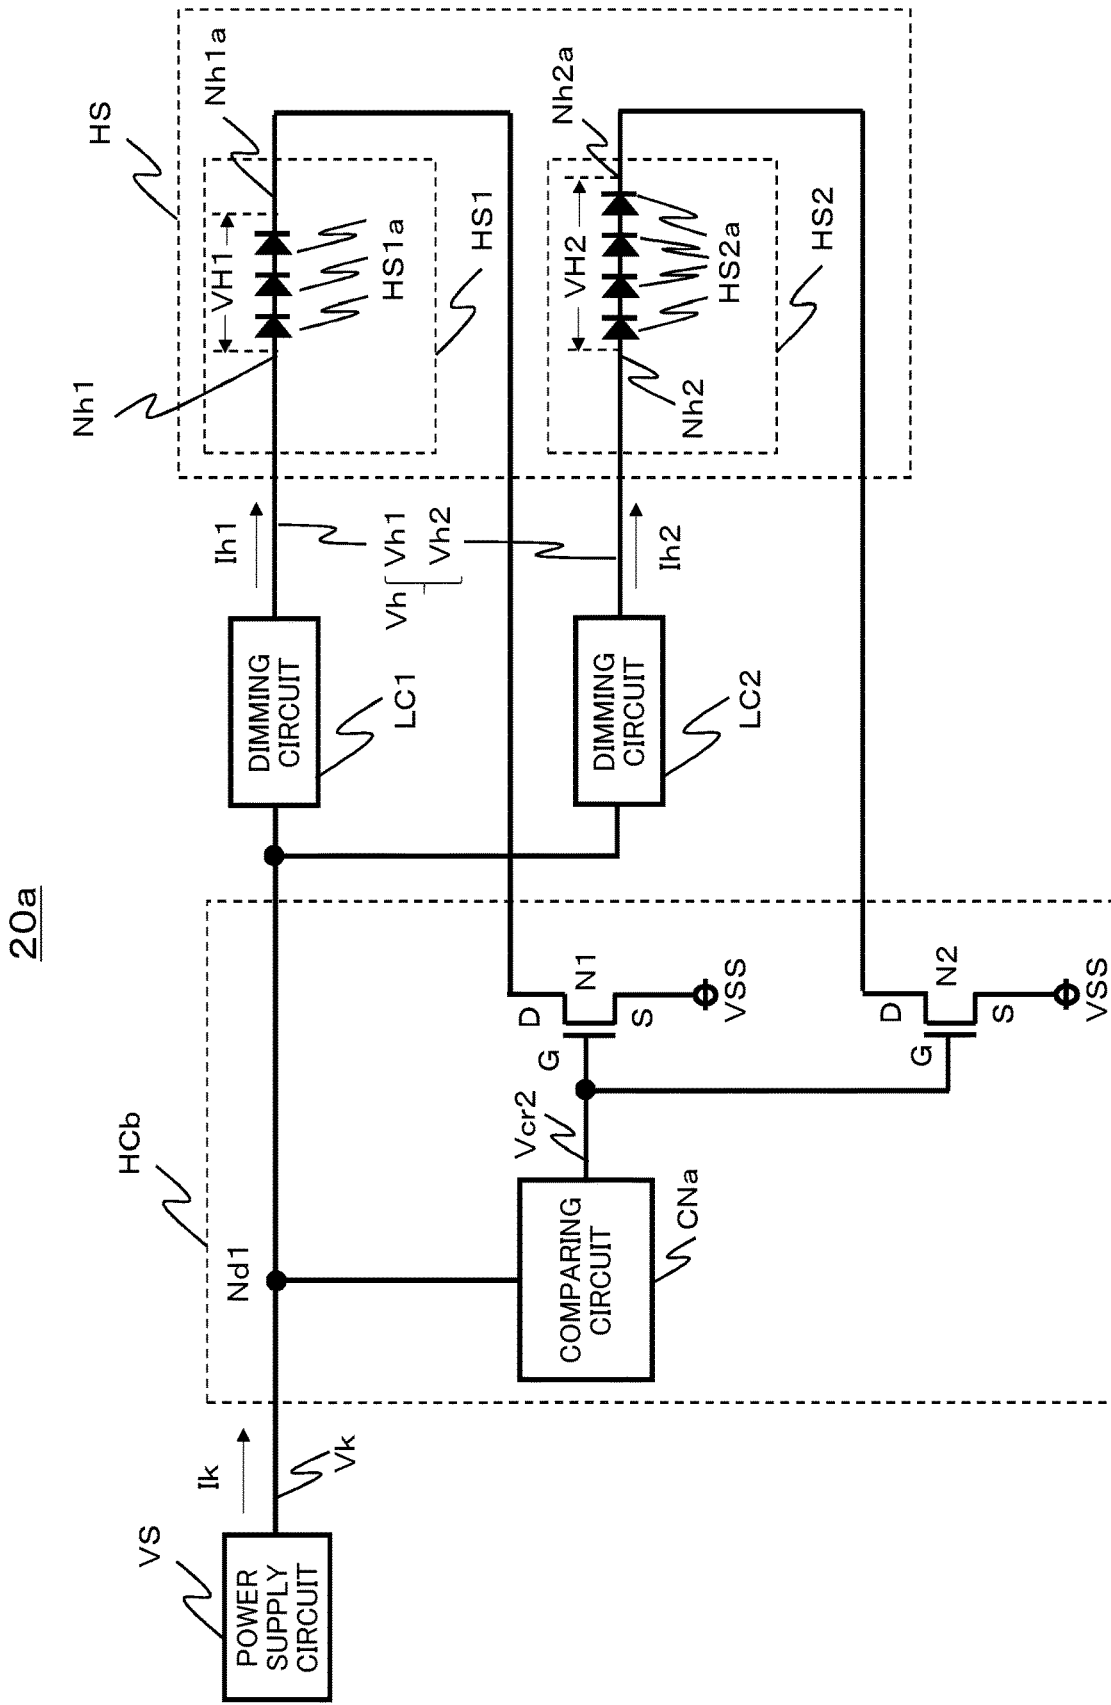 20a
HS
Nh1
Nh1a
VH1
HS1a
HS1
Nh2a
VH2
HS2a
HS2
Nh2
Ih1
Vh1
Vh2
Vh
Ih2
DIMMING
CIRCUIT
LC1
DIMMING
CIRCUIT
LC2
HCb
Nd1
Vcr2
COMPARING
CIRCUIT
CNa
D
G
S
N1
VSS
D
G
S
N2
VSS
VS
Ik
Vk
POWER
SUPPLY
CIRCUIT